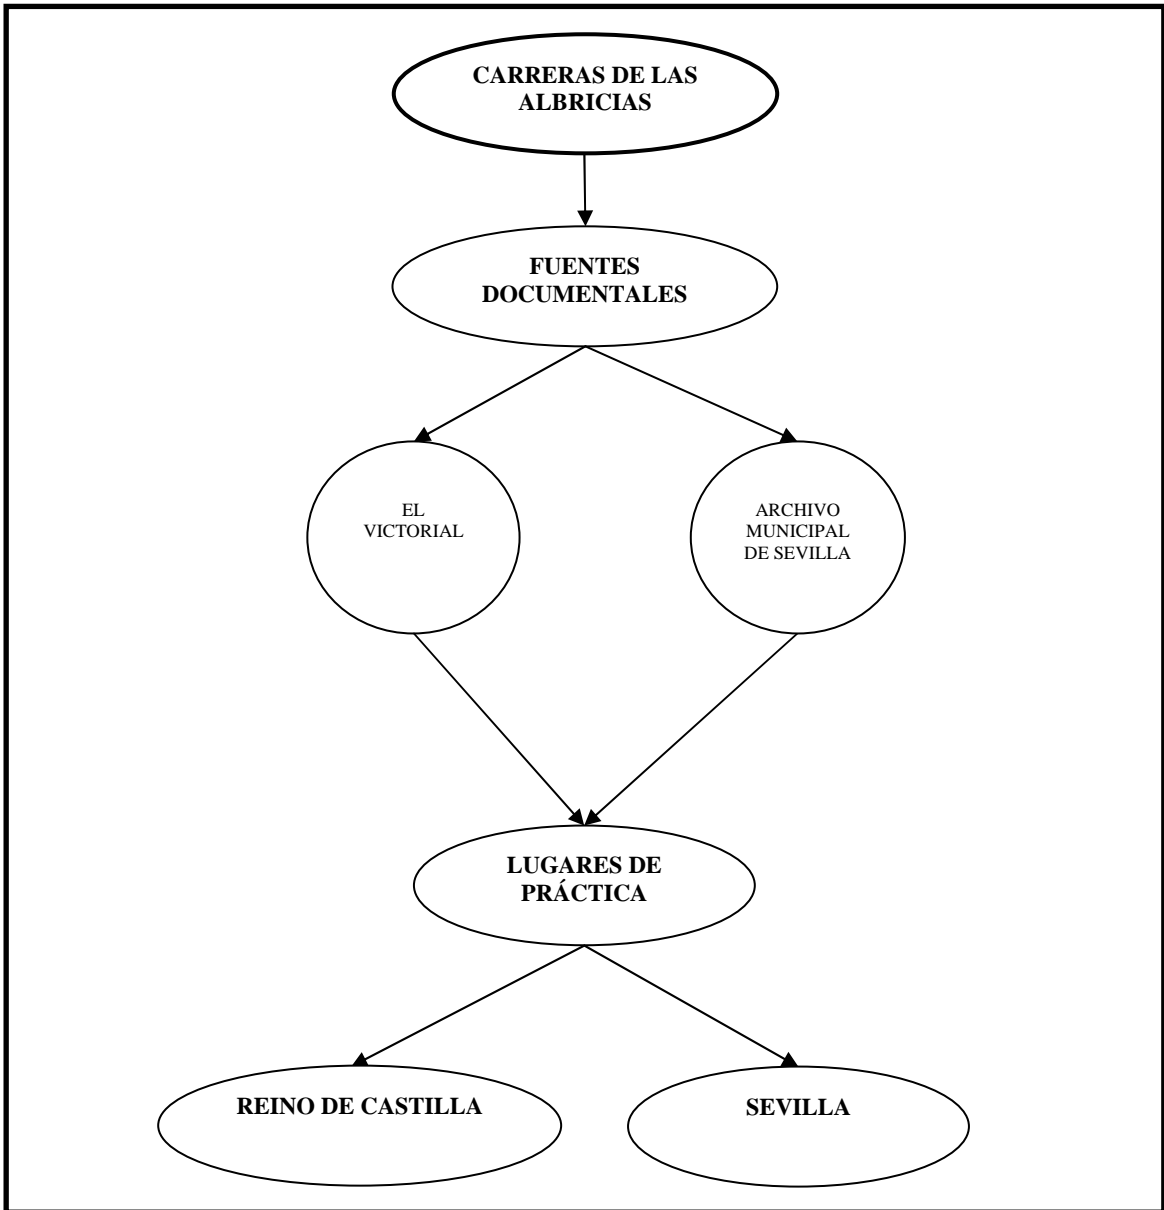 CARRERAS DE LAS
ALBRICIAS
FUENTES
DOCUMENTALES
EL
VICTORIAL
ARCHIVO
MUNICIPAL
DE SEVILLA
LUGARES DE
PRÁCTICA
REINO DE CASTILLA
SEVILLA